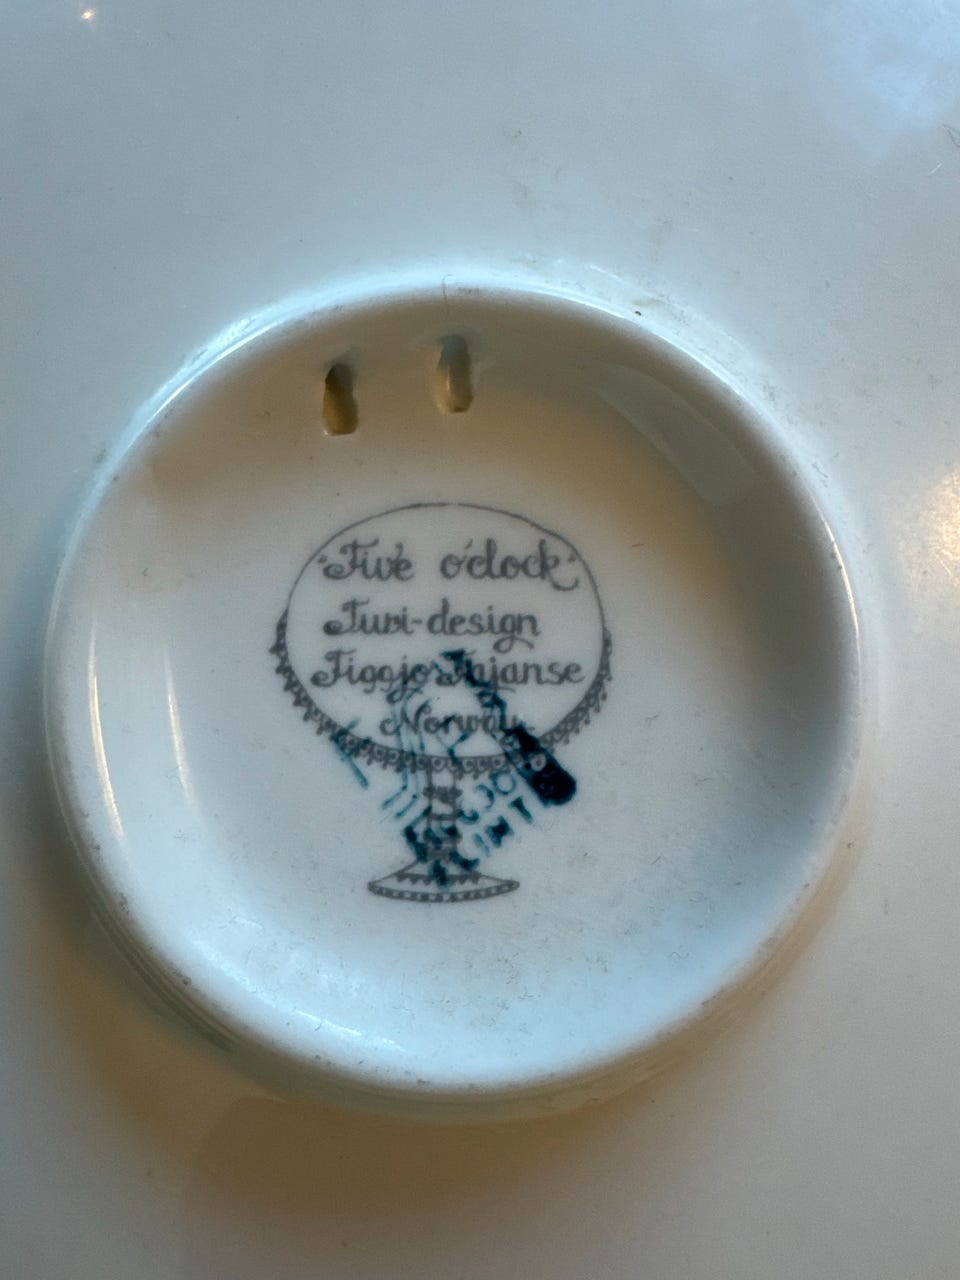 "Five o'clock"
Turi-design
Figgjo Fajanse
Norway